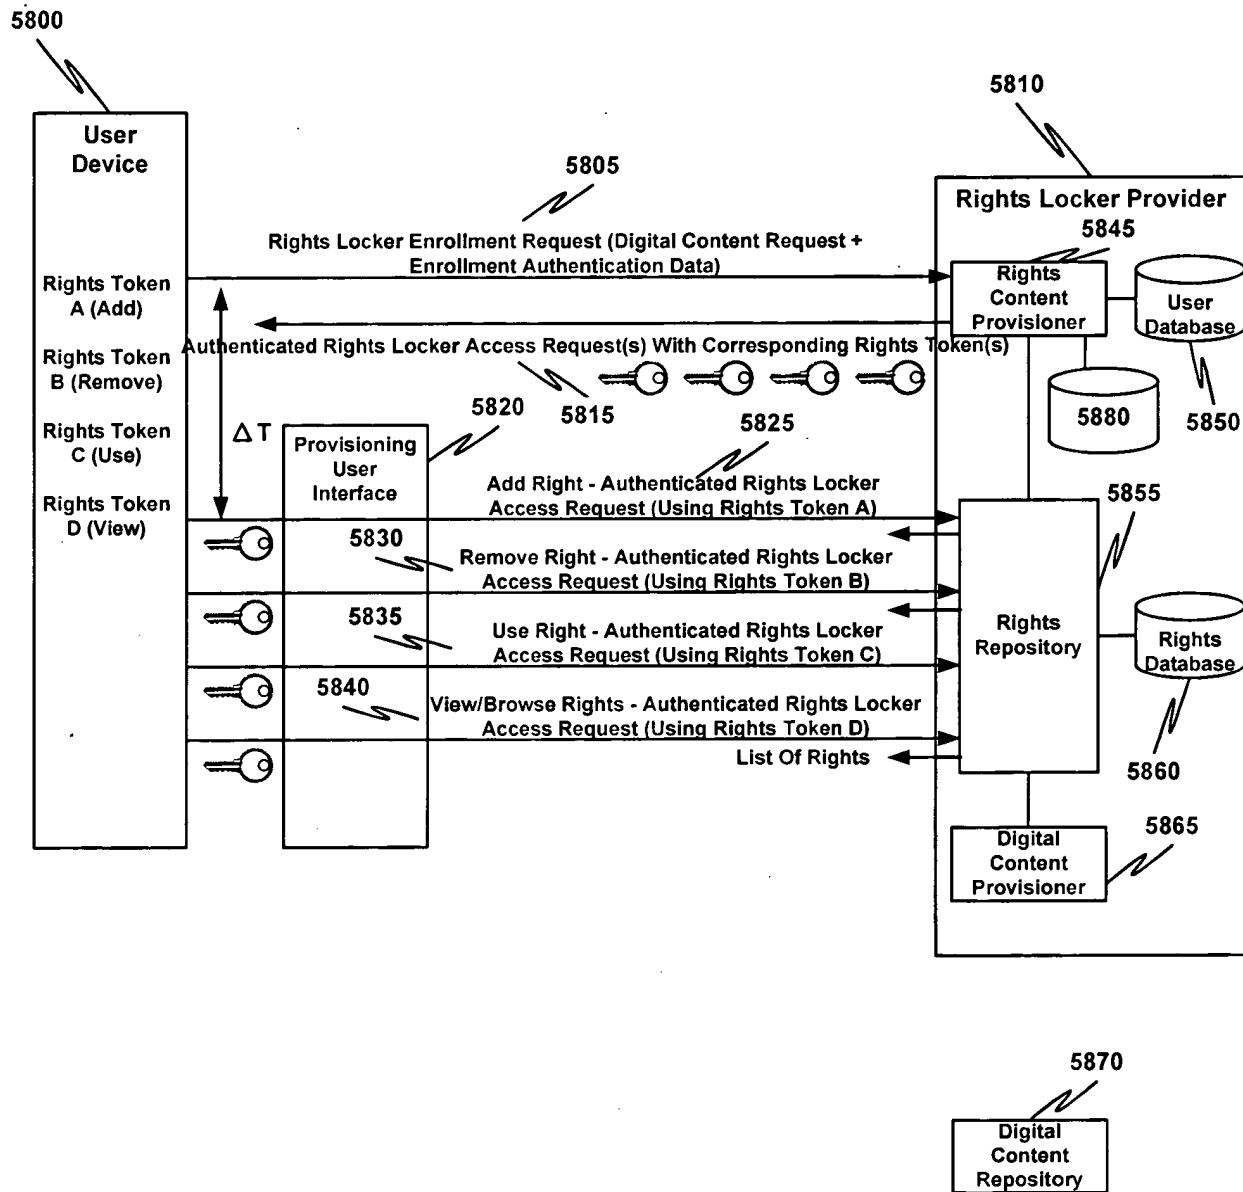 5800
User
Device
Rights Token
A (Add)
Rights Token
B (Remove)
Rights Token
C (Use)
Rights Token
D (View)
5805
Rights Locker Enrollment Request (Digital Content Request +
Enrollment Authentication Data)
Authenticated Rights Locker Access Request(s) With Corresponding Rights Token(s)
5815
Δ T
5820
Provisioning
User
Interface
5825
Add Right - Authenticated Rights Locker
Access Request (Using Rights Token A)
5830
Remove Right - Authenticated Rights Locker
Access Request (Using Rights Token B)
5835
Use Right - Authenticated Rights Locker
Access Request (Using Rights Token C)
5840
View/Browse Rights - Authenticated Rights Locker
Access Request (Using Rights Token D)
List Of Rights
5810
Rights Locker Provider
5845
Rights
Content
Provisioner
User
Database
5850
5880
5855
Rights
Repository
Rights
Database
5860
5865
Digital
Content
Provisioner
5870
Digital
Content
Repository